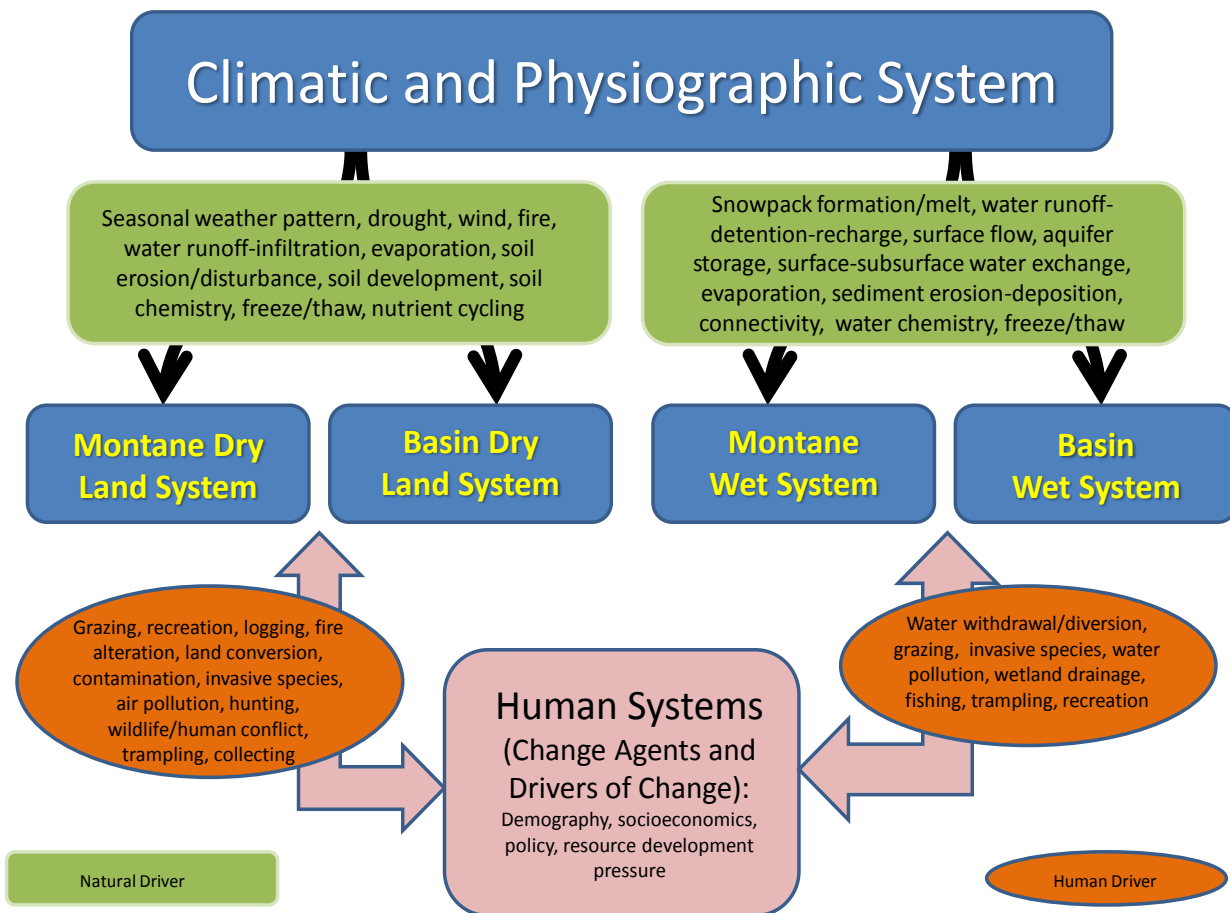 Climatic and Physiographic System
Seasonal weather pattern, drought, wind, fire,
water runoff-infiltration, evaporation, soil
erosion/disturbance, soil development, soil
chemistry, freeze/thaw, nutrient cycling
Snowpack formation/melt, water runoff-
detention-recharge, surface flow, aquifer
storage, surface-subsurface water exchange,
evaporation, sediment erosion-deposition,
connectivity, water chemistry, freeze/thaw
Montane Dry
Land System
Basin Dry
Land System
Montane
Wet System
Basin
Wet System
Grazing, recreation, logging, fire
alteration, land conversion,
contamination, invasive species,
air pollution, hunting,
wildlife/human conflict,
trampling, collecting
Water withdrawal/diversion,
grazing, invasive species, water
pollution, wetland drainage,
fishing, trampling, recreation
Human Systems
(Change Agents and
Drivers of Change):
Demography, socioeconomics,
policy, resource development
pressure
Natural Driver
Human Driver